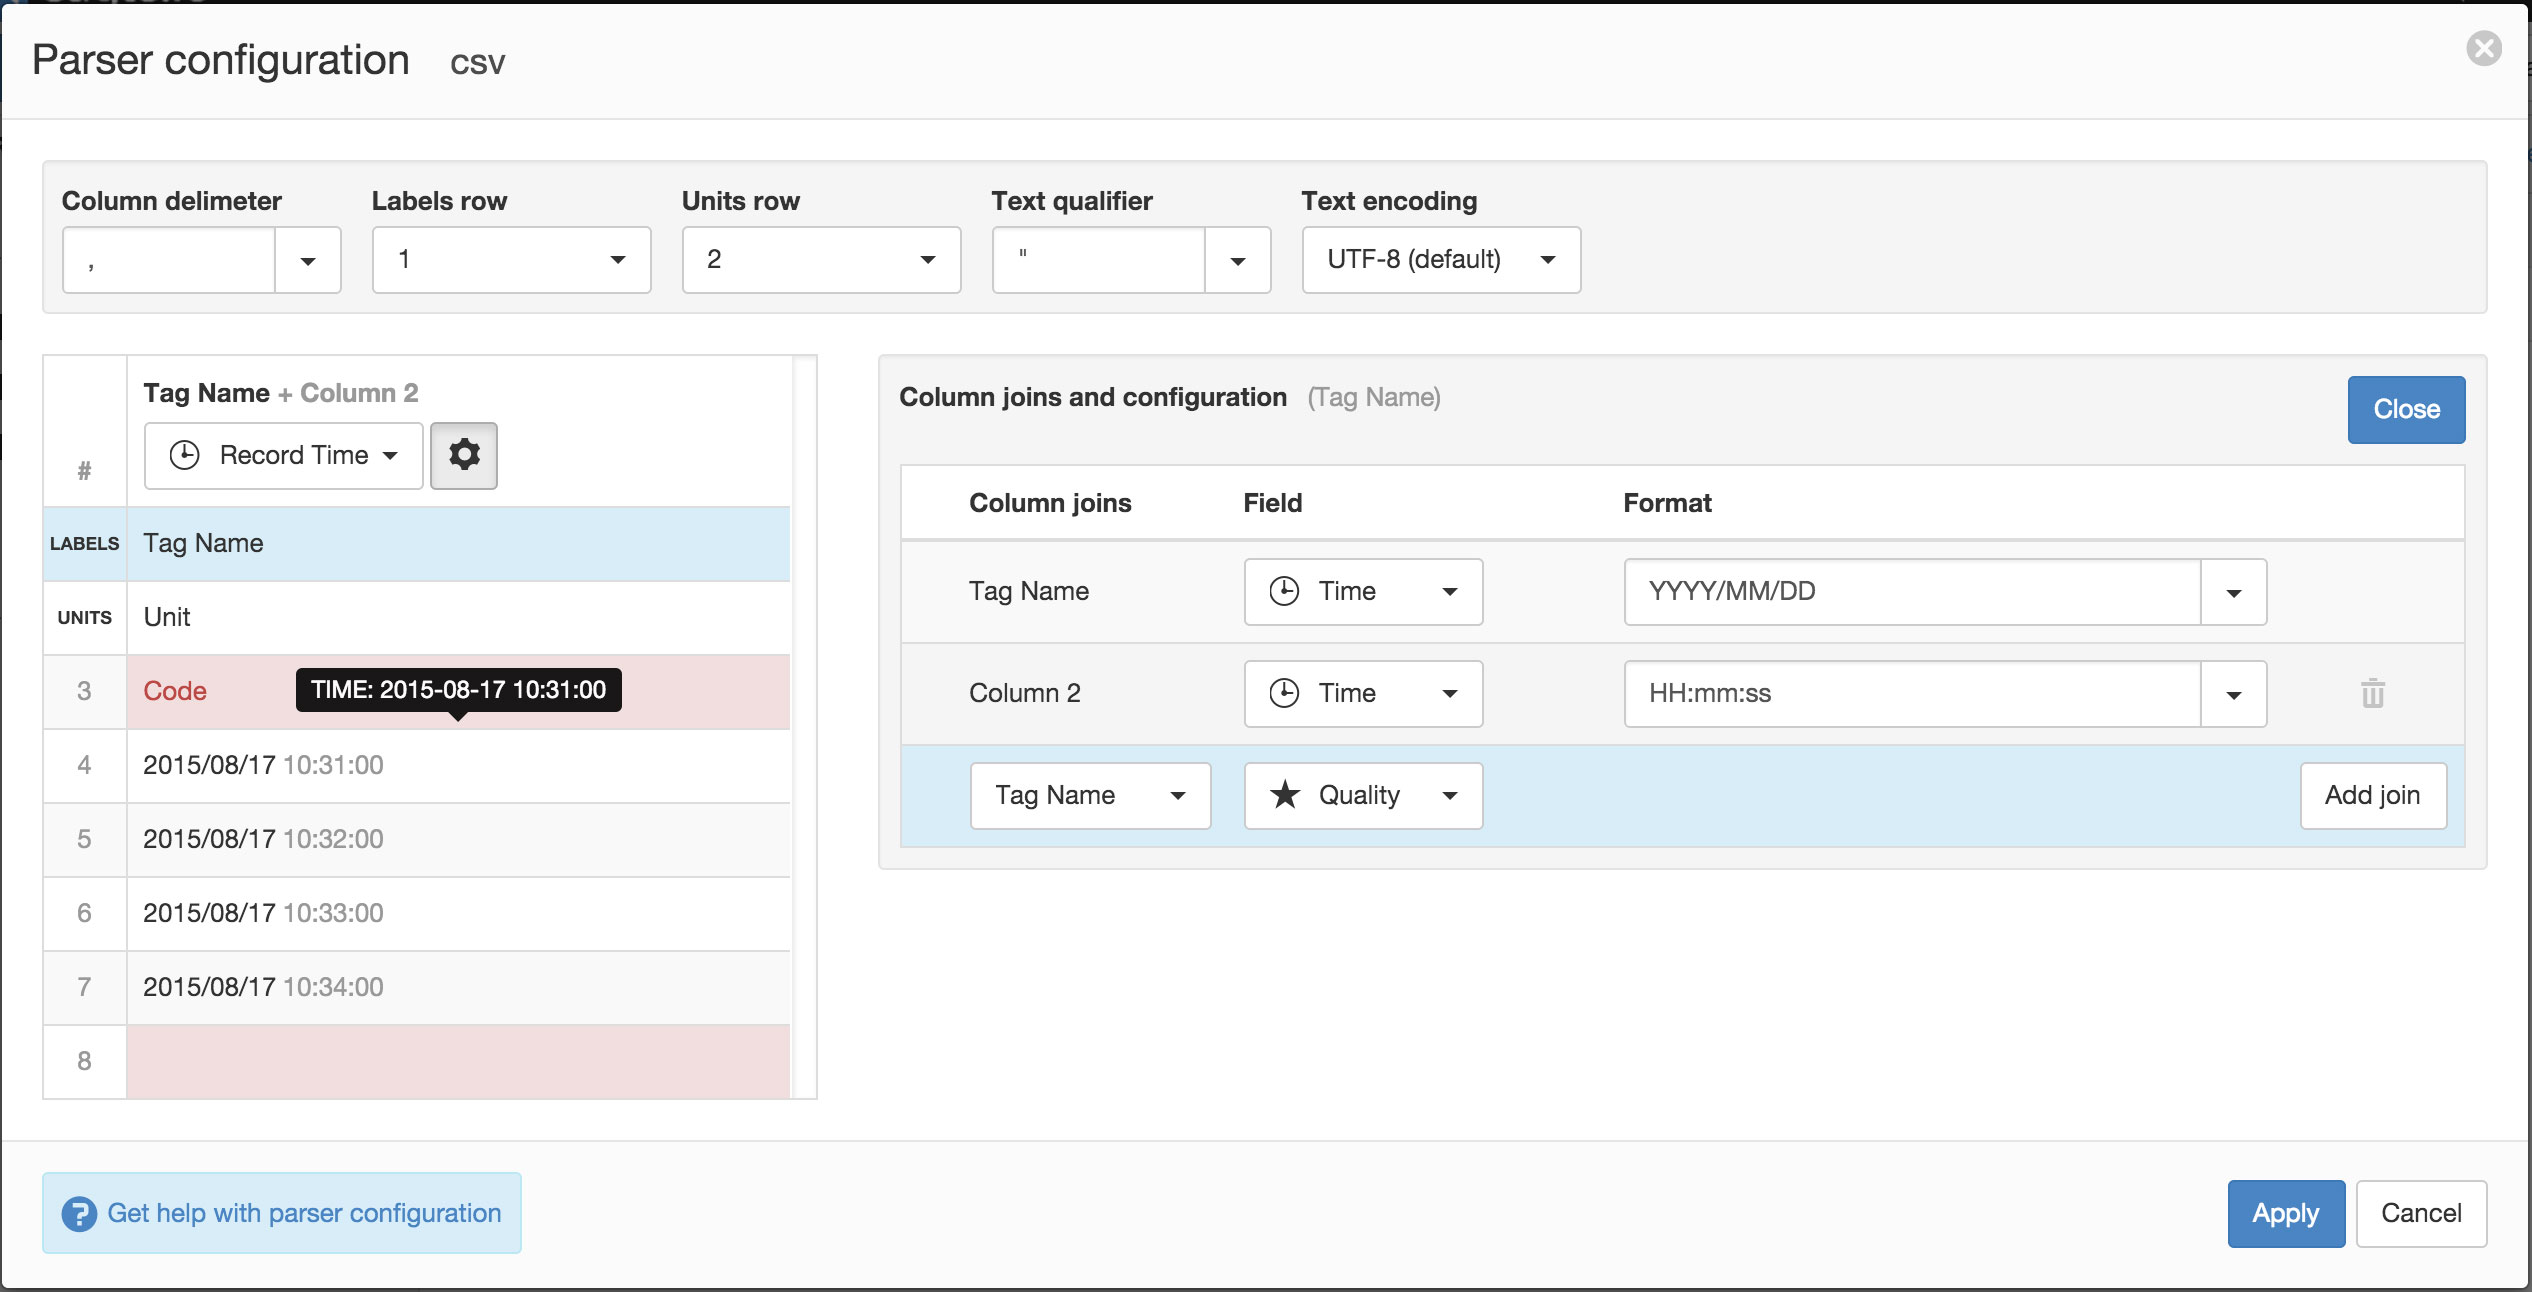 Parser configuration csv
Column delimeter Labels row Units row Text qualifier Text encoding
, 1 2 " UTF-8 (default)
Tag Name + Column 2
# Record Time
LABELS Tag Name
UNITS Unit
3 Code TIME: 2015-08-17 10:31:00
4 2015/08/17 10:31:00
5 2015/08/17 10:32:00
6 2015/08/17 10:33:00
7 2015/08/17 10:34:00
8
Column joins and configuration (Tag Name) Close
Column joins Field Format
Tag Name Time YYYY/MM/DD
Column 2 Time HH:mm:ss
Tag Name Quality Add join
? Get help with parser configuration Apply Cancel